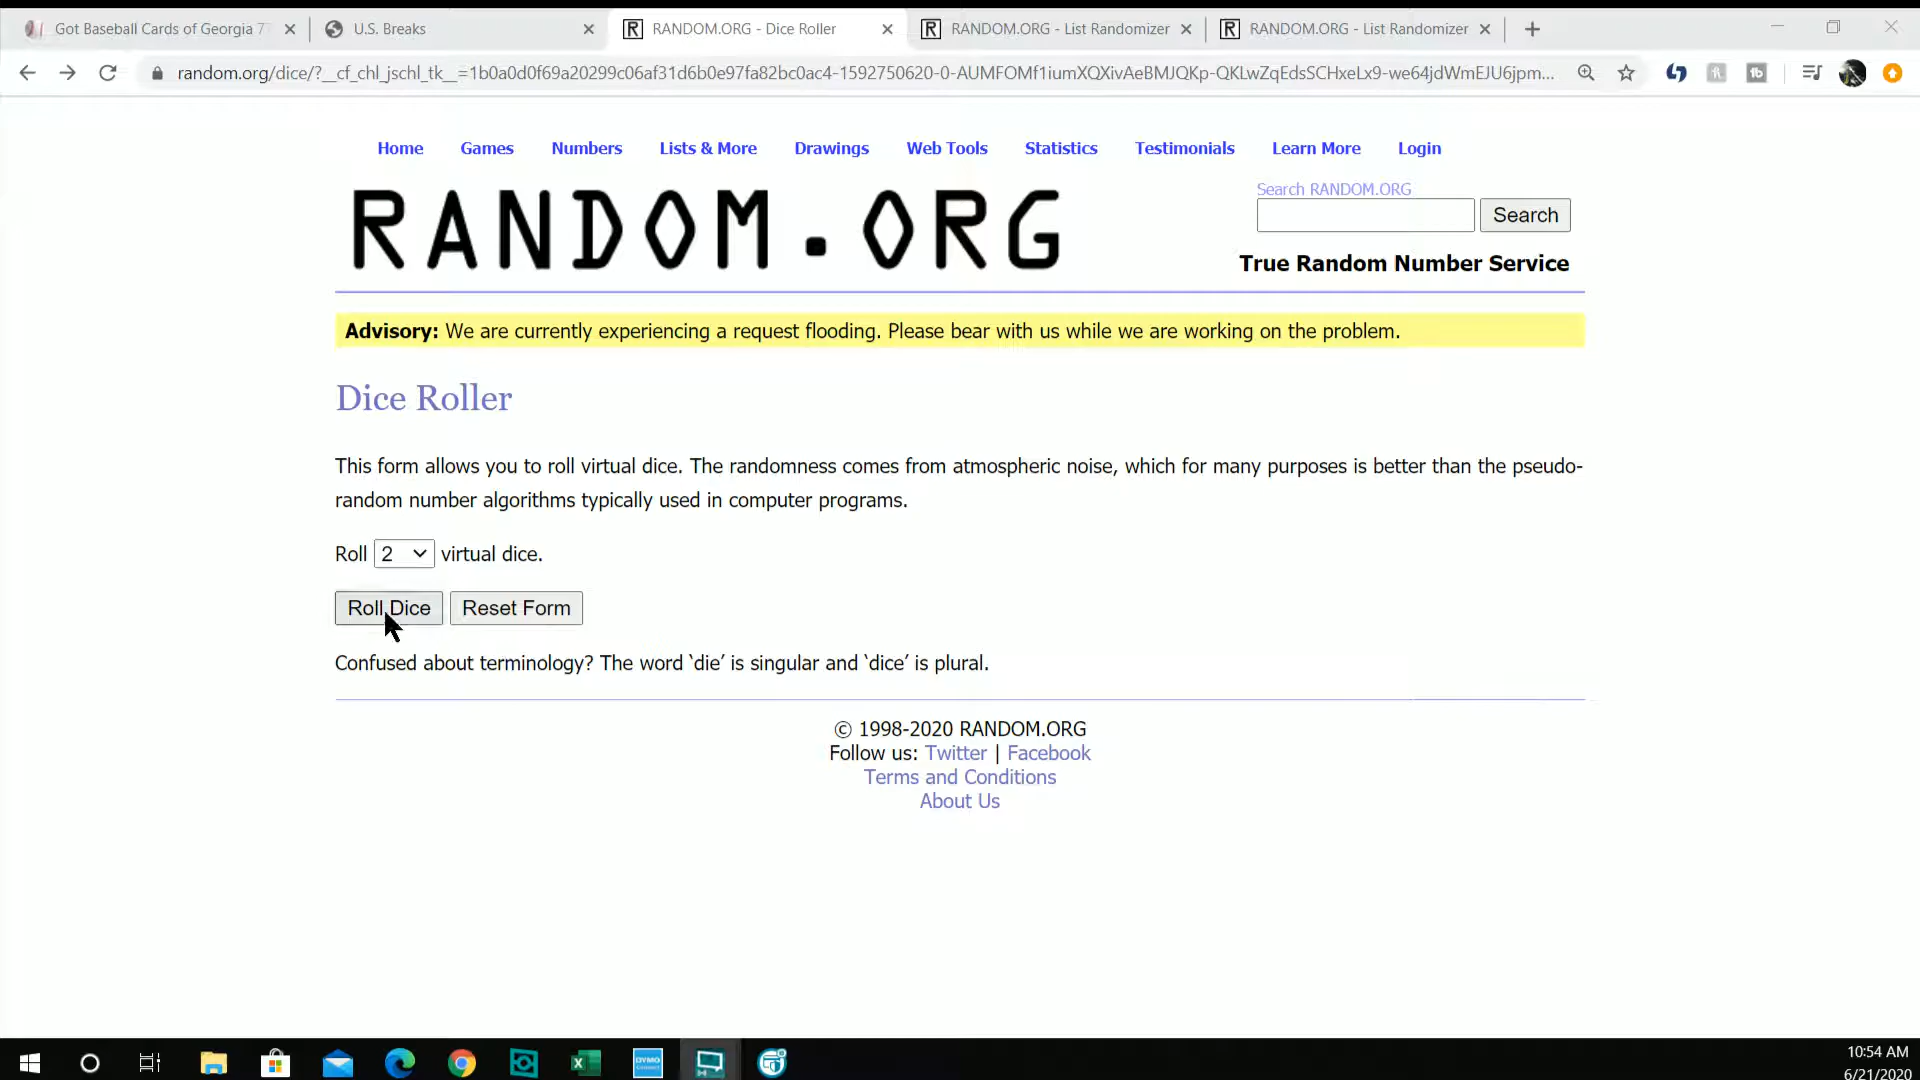 Got Baseball Cards of Georgia 7
U.S. Breaks
RANDOM.ORG - Dice Roller
RANDOM.ORG - List Randomizer
RANDOM.ORG - List Randomizer
random.org/dice/?__cf_chl_jschl_tk__=1b0a0d0f69a20299c06af31d6b0e97fa82bc0ac4-1592750620-0-AUMFOMf1iumXQXivAeBMJQKp-QKLwZqEdsSCHxeLx9-we64jdWmEJU6jpm...
Home Games Numbers Lists & More Drawings Web Tools Statistics Testimonials Learn More Login
RANDOM.ORG
Search RANDOM.ORG
Search
True Random Number Service
Advisory: We are currently experiencing a request flooding. Please bear with us while we are working on the problem.
Dice Roller
This form allows you to roll virtual dice. The randomness comes from atmospheric noise, which for many purposes is better than the pseudo-
random number algorithms typically used in computer programs.
Roll 2 virtual dice.
Roll Dice Reset Form
Confused about terminology? The word ‘die’ is singular and ‘dice’ is plural.
© 1998-2020 RANDOM.ORG
Follow us: Twitter | Facebook
Terms and Conditions
About Us
DYMO
10:54 AM
6/21/2020